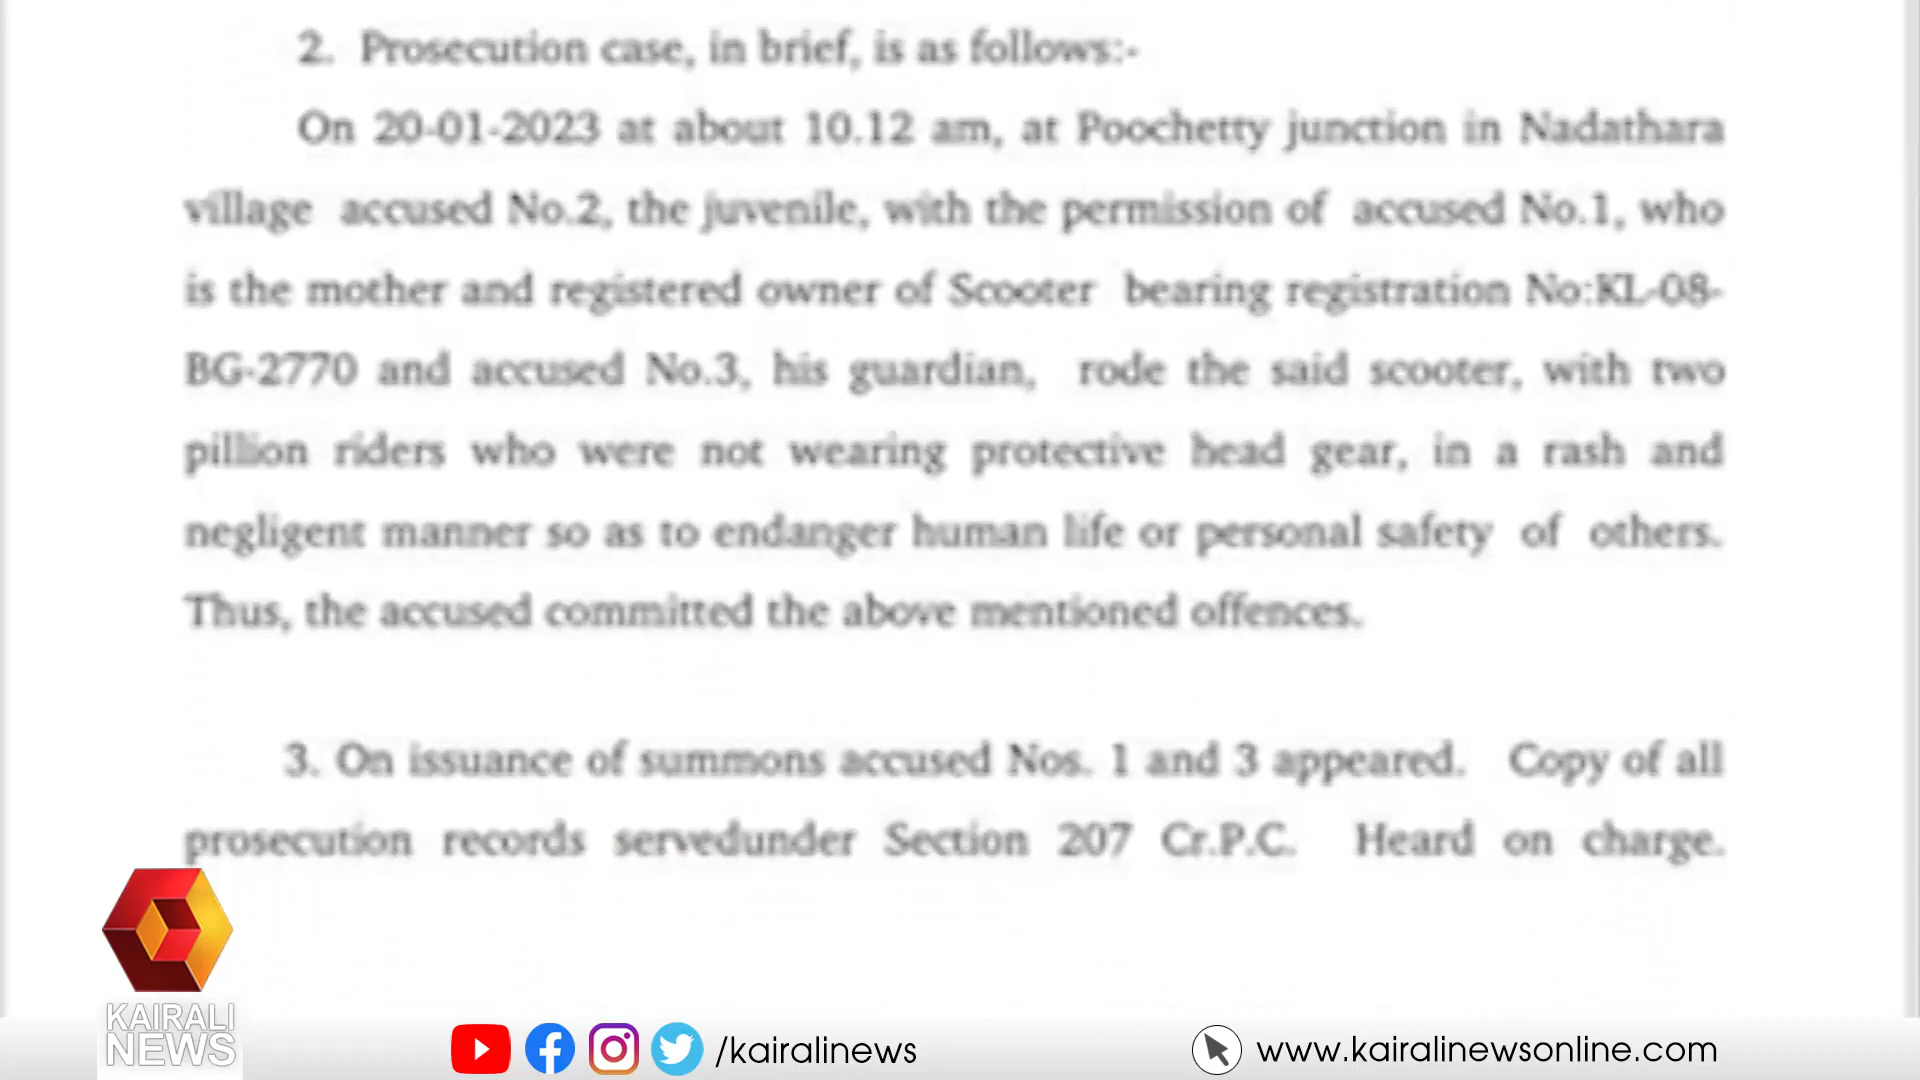 2. Prosecution case, in brief, is as follows:-
On 20-01-2023 at about 10.12 am, at Poochetty junction in Nadathara
village accused No.2, the juvenile, with the permission of accused No.1, who
is the mother and registered owner of Scooter bearing registration No:KL-08-
BG-2770 and accused No.3, his guardian, rode the said scooter, with two
pillion riders who were not wearing protective head gear, in a rash and
negligent manner so as to endanger human life or personal safety of others.
Thus, the accused committed the above mentioned offences.
3. On issuance of summons accused Nos. 1 and 3 appeared. Copy of all
prosecution records servedunder Section 207 Cr.P.C. Heard on charge.
KAIRALI
NEWS
/kairalinews
www.kairalinewsonline.com